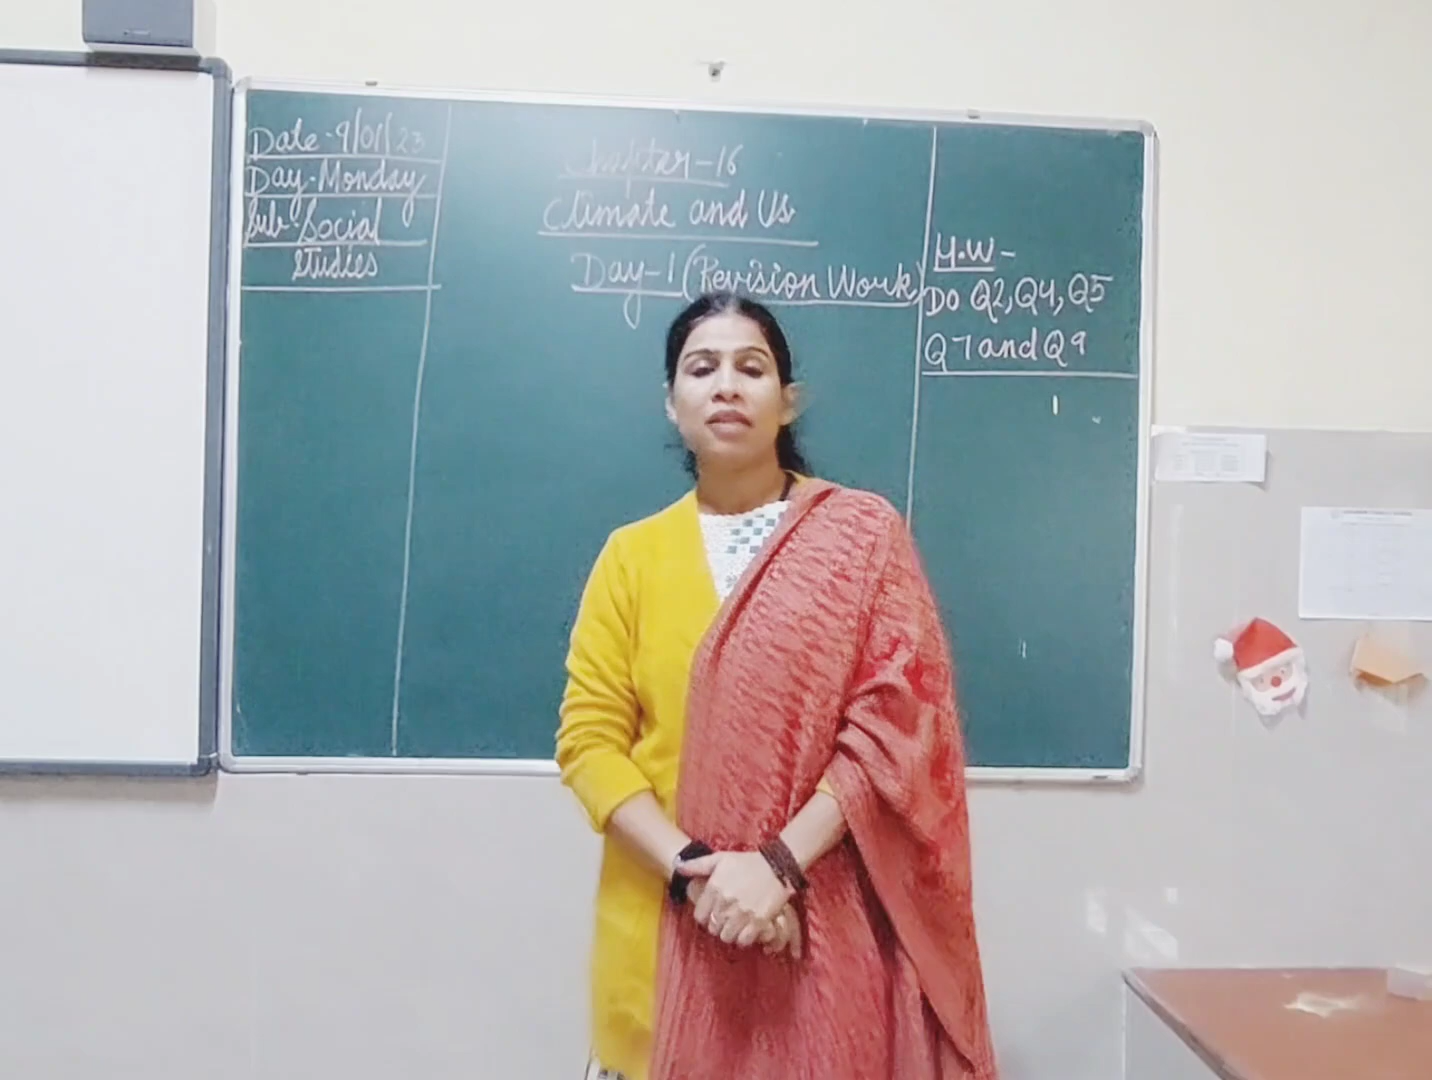 Date-9/01/23
Day-Monday
Sub-Social
Studies
Chapter-16
Climate and Us
Day-1 (Revision Work)
H.W-
Do Q2, Q4, Q5
Q7 and Q9